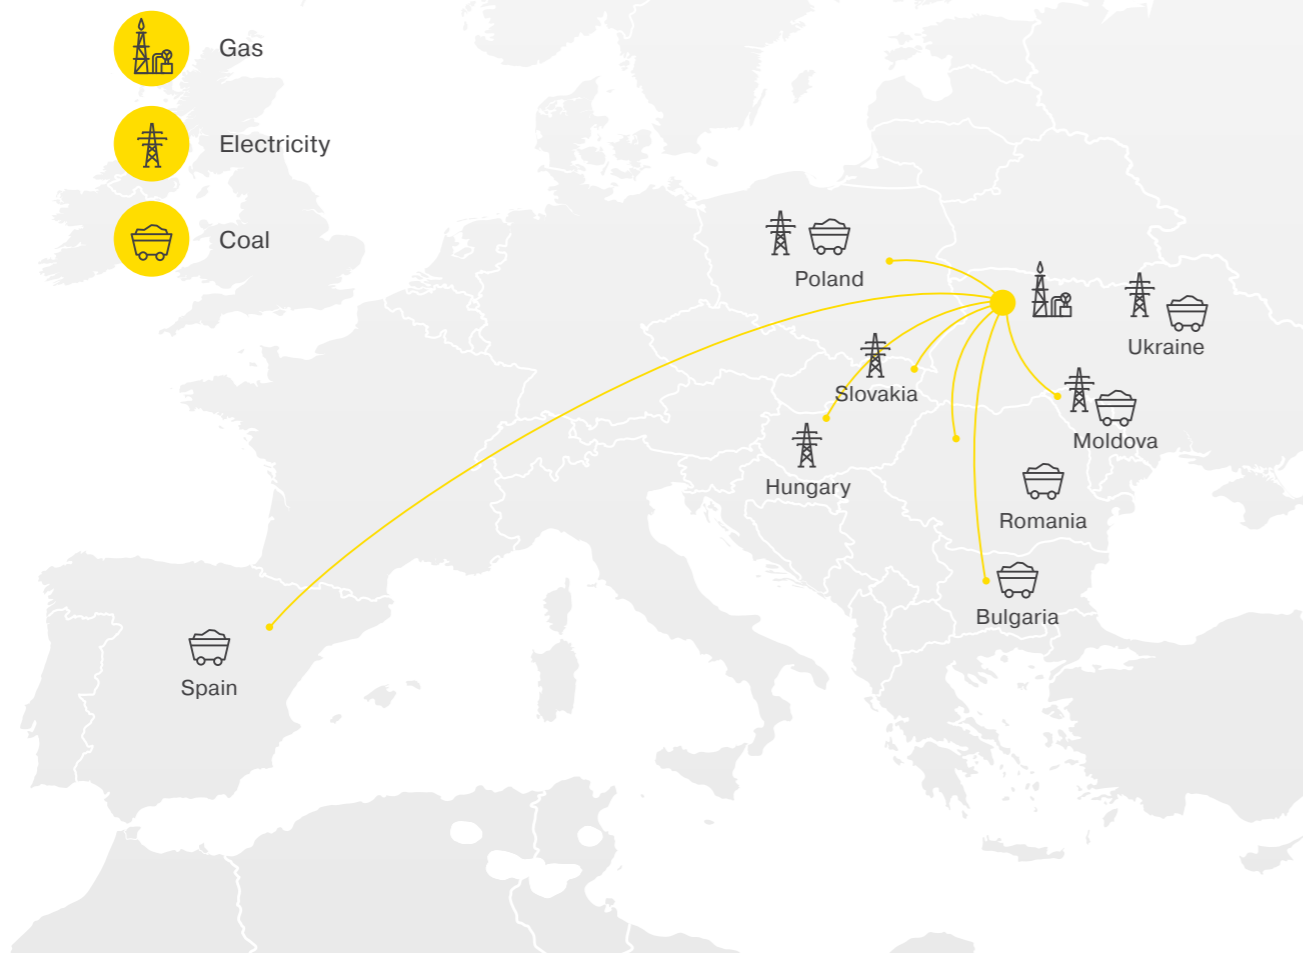 Gas
Electricity
Coal
Poland
Ukraine
Slovakia
Moldova
Hungary
Romania
Bulgaria
Spain